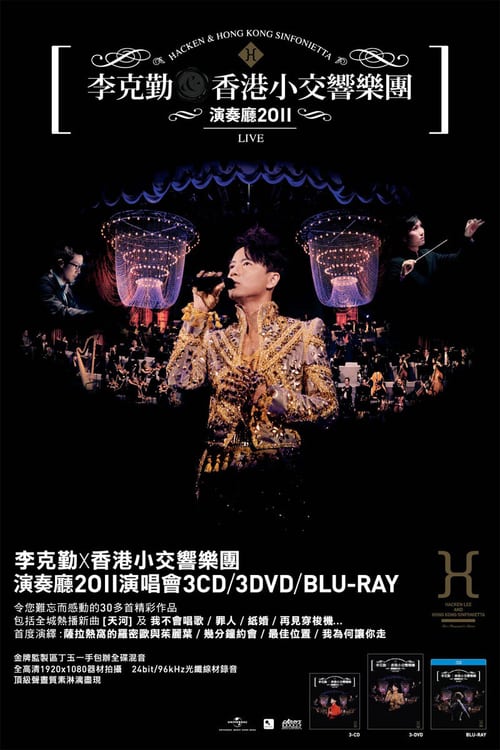 HACKEN & HONG KONG SINFONIETTA
李克勤 香港小交響樂團
演奏廳2011
LIVE
李克勤X香港小交響樂團
演奏廳2011演唱會3CD/3DVD/BLU-RAY
令您難忘而感動的30多首精彩作品
包括全城熱播新曲 [天河] 及 我不會唱歌 / 罪人 / 紙婚 / 再見穿梭機...
首度演繹 : 薩拉熱窩的羅密歐與茱麗葉 / 幾分鐘約會 / 最佳位置 / 我為何讓你走
金牌監製區丁玉一手包辦全碟混音
全高清1920x1080器材拍攝 24bit/96kHz光纖線材錄音
頂級聲畫質素淋漓盡現
HACKEN LEE
AND
HONG KONG SINFONIETTA
UNIVERSAL
3-CD
3-DVD
BLU-RAY